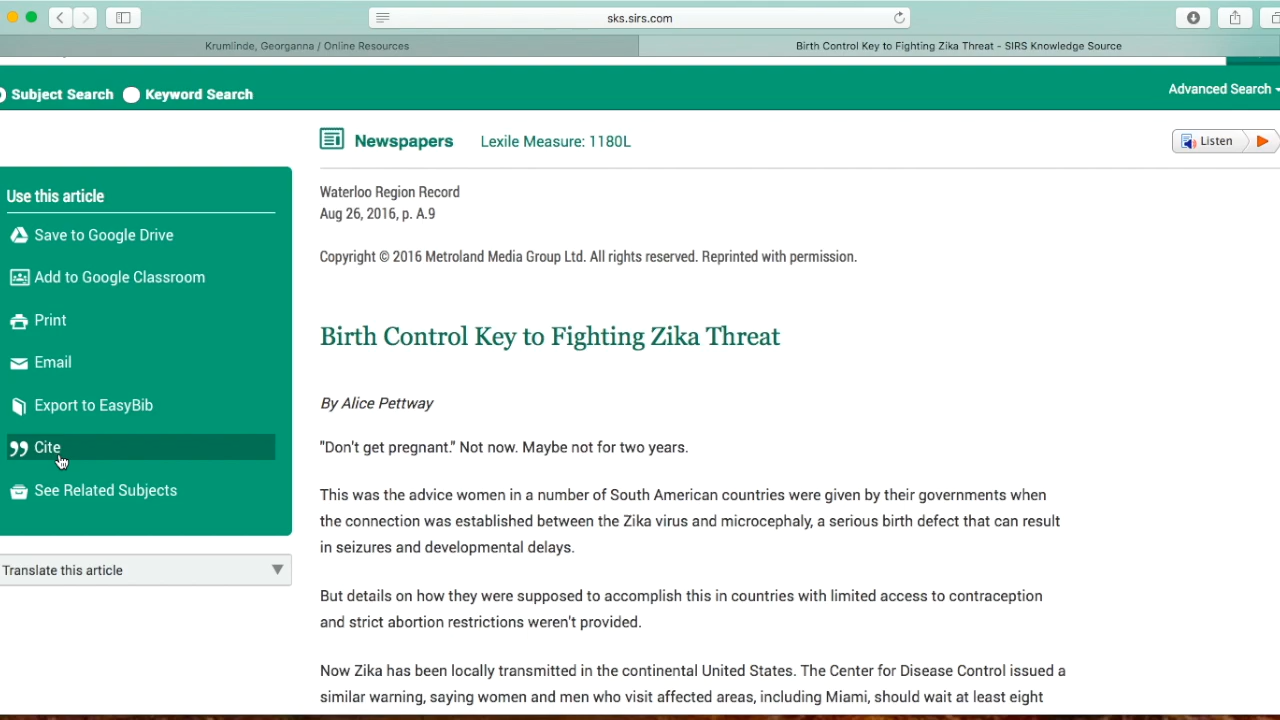 sks.sirs.com
Krumlinde, Georganna / Online Resources
Birth Control Key to Fighting Zika Threat - SIRS Knowledge Source
Subject Search
Keyword Search
Advanced Search
Newspapers
Lexile Measure: 1180L
Listen
Use this article
Save to Google Drive
Add to Google Classroom
Print
Email
Export to EasyBib
Cite
See Related Subjects
Translate this article
Waterloo Region Record
Aug 26, 2016, p. A.9
Copyright © 2016 Metroland Media Group Ltd. All rights reserved. Reprinted with permission.
Birth Control Key to Fighting Zika Threat
By Alice Pettway
"Don't get pregnant." Not now. Maybe not for two years.
This was the advice women in a number of South American countries were given by their governments when
the connection was established between the Zika virus and microcephaly, a serious birth defect that can result
in seizures and developmental delays.
But details on how they were supposed to accomplish this in countries with limited access to contraception
and strict abortion restrictions weren't provided.
Now Zika has been locally transmitted in the continental United States. The Center for Disease Control issued a
similar warning, saying women and men who visit affected areas, including Miami, should wait at least eight